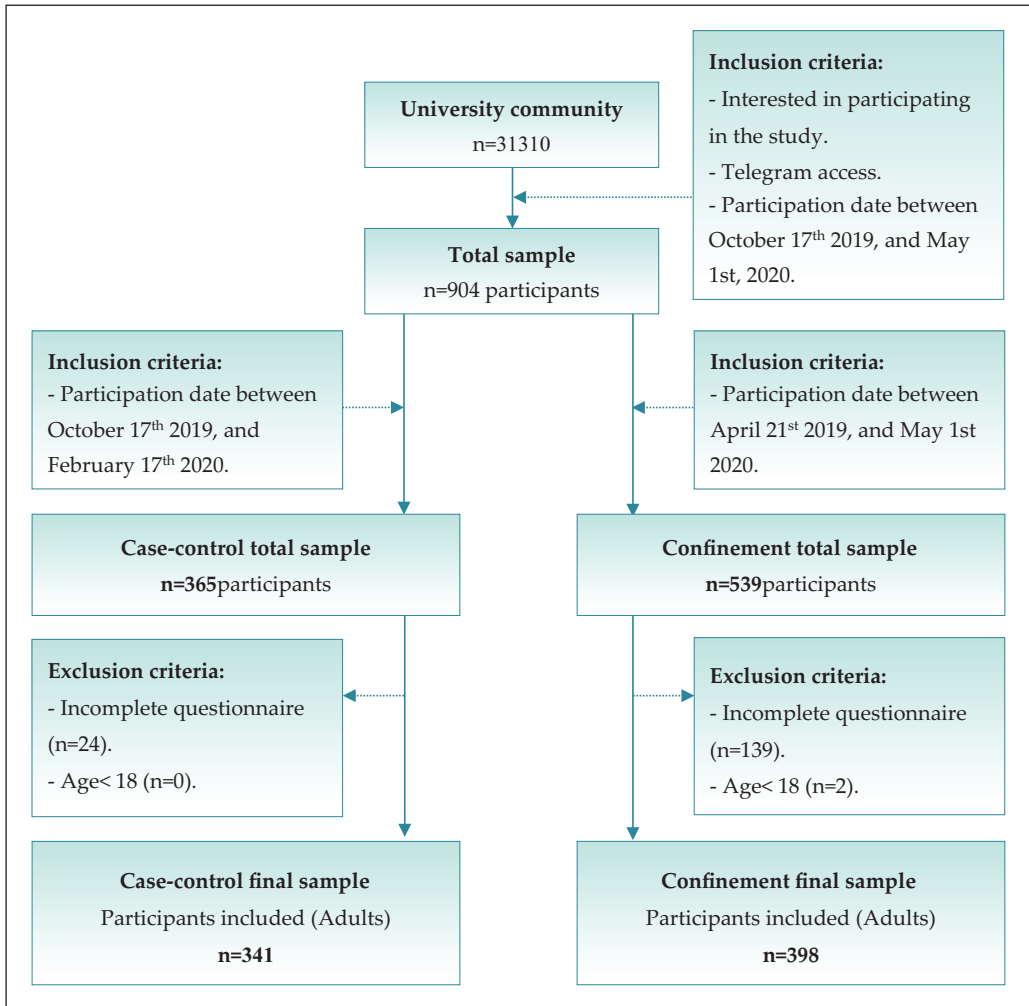 University community
n=31310
Inclusion criteria:
- Interested in participating
in the study.
- Telegram access.
- Participation date between
October 17th 2019, and May
1st, 2020.
Total sample
n=904 participants
Inclusion criteria:
- Participation date between
October 17th 2019, and
February 17th 2020.
Inclusion criteria:
- Participation date between
April 21st 2019, and May 1st
2020.
Case-control total sample
n=365participants
Confinement total sample
n=539participants
Exclusion criteria:
- Incomplete questionnaire
(n=24).
- Age< 18 (n=0).
Exclusion criteria:
- Incomplete questionnaire
(n=139).
- Age< 18 (n=2).
Case-control final sample
Participants included (Adults)
n=341
Confinement final sample
Participants included (Adults)
n=398